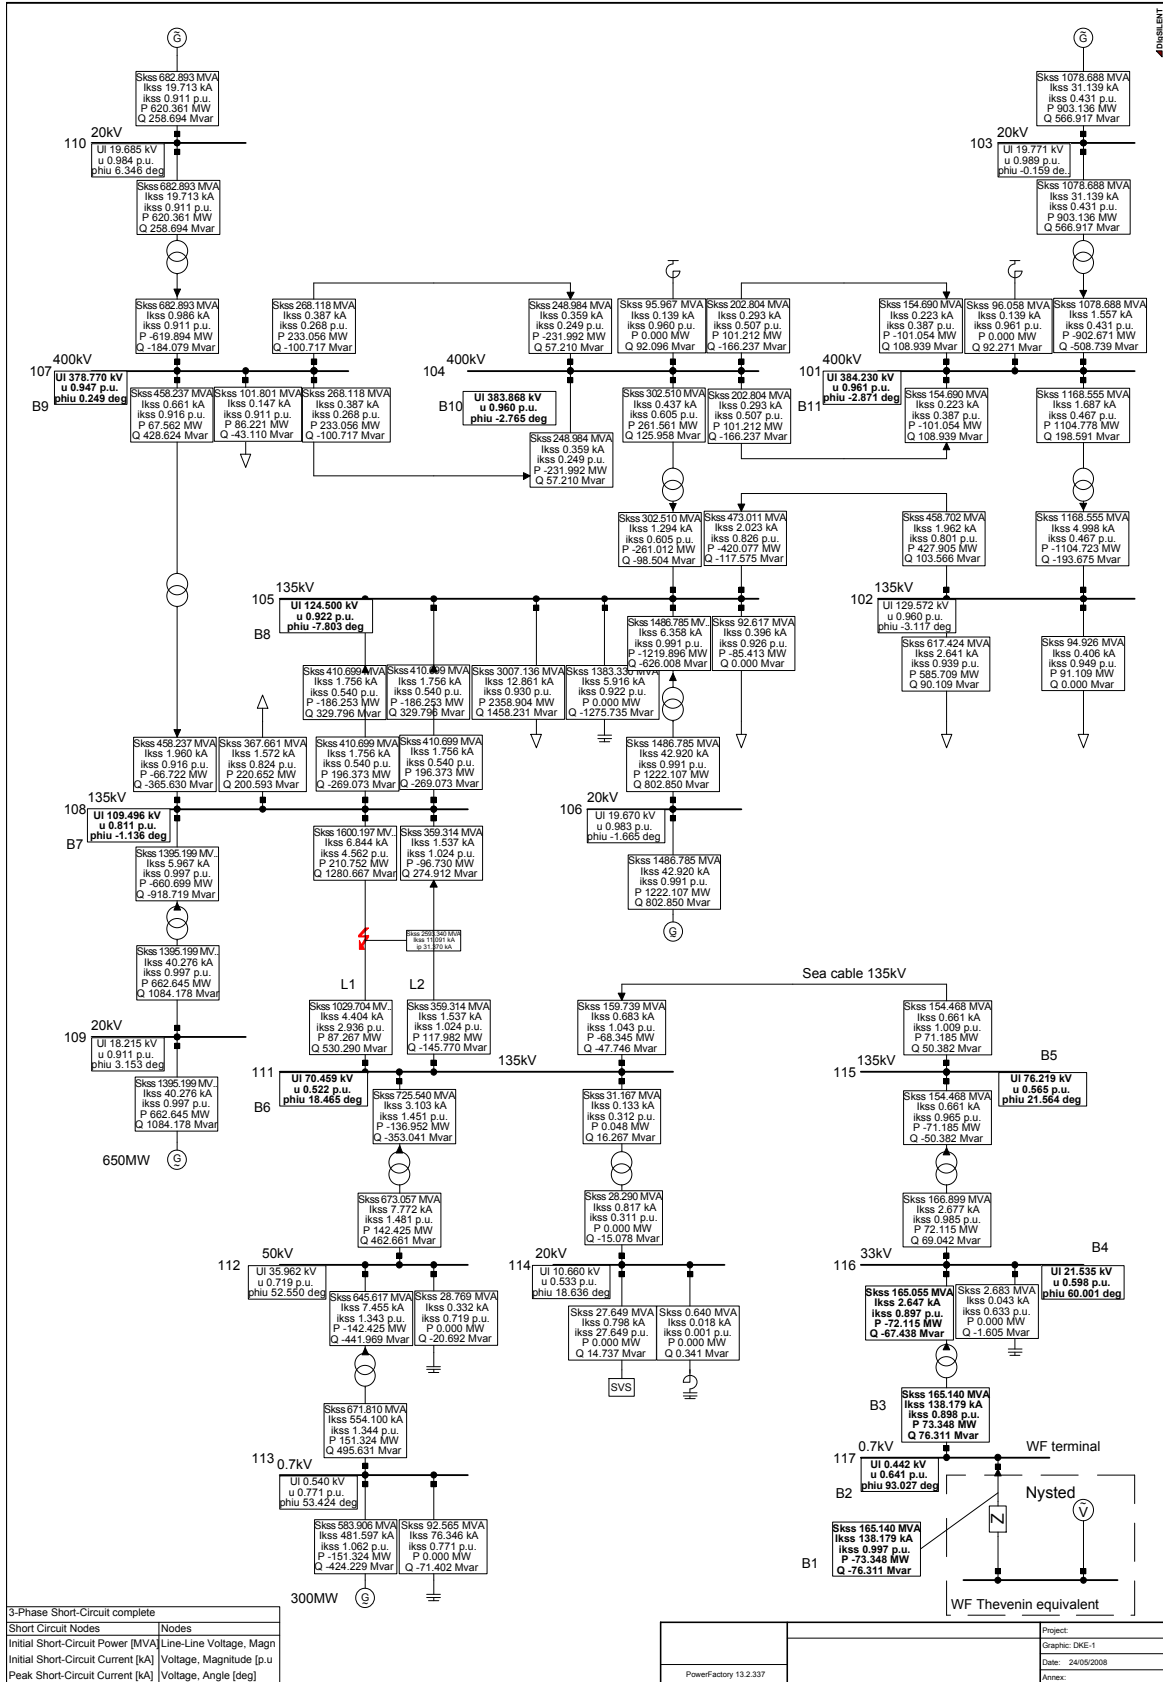 DIgSILENT
G
G
Skss 682.893 MVA
Ikss 19.713 kA
ikss 0.911 p.u.
P 620.361 MW
Q 258.694 Mvar
Skss 1078.688 MVA
Ikss 31.139 kA
ikss 0.431 p.u.
P 903.136 MW
Q 566.917 Mvar
20kV
110
Ul 19.685 kV
u 0.984 p.u.
phiu 6.346 deg
20kV
103
Ul 19.771 kV
u 0.989 p.u.
phiu -0.159 de..
Skss 682.893 MVA
Ikss 19.713 kA
ikss 0.911 p.u.
P 620.361 MW
Q 258.694 Mvar
Skss 1078.688 MVA
Ikss 31.139 kA
ikss 0.431 p.u.
P 903.136 MW
Q 566.917 Mvar
Skss 682.893 MVA
Ikss 0.986 kA
ikss 0.911 p.u.
P -619.894 MW
Q -184.079 Mvar
Skss 268.118 MVA
Ikss 0.387 kA
ikss 0.268 p.u.
P 233.056 MW
Q -100.717 Mvar
Skss 248.984 MVA
Ikss 0.359 kA
ikss 0.249 p.u.
P -231.992 MW
Q 57.210 Mvar
Skss 95.967 MVA
Ikss 0.139 kA
ikss 0.960 p.u.
P 0.000 MW
Q 92.096 Mvar
Skss 202.804 MVA
Ikss 0.293 kA
ikss 0.507 p.u.
P 101.212 MW
Q -166.237 Mvar
Skss 154.690 MVA
Ikss 0.223 kA
ikss 0.387 p.u.
P -101.054 MW
Q 108.939 Mvar
Skss 96.058 MVA
Ikss 0.139 kA
ikss 0.961 p.u.
P 0.000 MW
Q 92.271 Mvar
Skss 1078.688 MVA
Ikss 1.557 kA
ikss 0.431 p.u.
P -902.671 MW
Q -508.739 Mvar
400kV
107
B9
Ul 378.770 kV
u 0.947 p.u.
phiu 0.249 deg
400kV
104
B10
Ul 383.868 kV
u 0.960 p.u.
phiu -2.765 deg
400kV
101
B11
Ul 384.230 kV
u 0.961 p.u.
phiu -2.871 deg
Skss 458.237 MVA
Ikss 0.661 kA
ikss 0.916 p.u.
P 67.562 MW
Q 428.624 Mvar
Skss 101.801 MVA
Ikss 0.147 kA
ikss 0.911 p.u.
P 86.221 MW
Q -43.110 Mvar
Skss 268.118 MVA
Ikss 0.387 kA
ikss 0.268 p.u.
P 233.056 MW
Q -100.717 Mvar
Skss 248.984 MVA
Ikss 0.359 kA
ikss 0.249 p.u.
P -231.992 MW
Q 57.210 Mvar
Skss 302.510 MVA
Ikss 0.437 kA
ikss 0.605 p.u.
P 261.561 MW
Q 125.958 Mvar
Skss 202.804 MVA
Ikss 0.293 kA
ikss 0.507 p.u.
P 101.212 MW
Q -166.237 Mvar
Skss 154.690 MVA
Ikss 0.223 kA
ikss 0.387 p.u.
P -101.054 MW
Q 108.939 Mvar
Skss 1168.555 MVA
Ikss 1.687 kA
ikss 0.467 p.u.
P 1104.778 MW
Q 198.591 Mvar
Skss 302.510 MVA
Ikss 1.294 kA
ikss 0.605 p.u.
P -261.012 MW
Q -98.504 Mvar
Skss 473.011 MVA
Ikss 2.023 kA
ikss 0.826 p.u.
P -420.077 MW
Q -117.575 Mvar
Skss 458.702 MVA
Ikss 1.962 kA
ikss 0.801 p.u.
P 427.905 MW
Q 103.566 Mvar
Skss 1168.555 MVA
Ikss 4.998 kA
ikss 0.467 p.u.
P -1104.723 MW
Q -193.675 Mvar
135kV
105
B8
Ul 124.500 kV
u 0.922 p.u.
phiu -7.803 deg
135kV
102
Ul 129.572 kV
u 0.960 p.u.
phiu -3.117 deg
Skss 410.699 MVA
Ikss 1.756 kA
ikss 0.540 p.u.
P -186.253 MW
Q 329.796 Mvar
Skss 410.699 MVA
Ikss 1.756 kA
ikss 0.540 p.u.
P -186.253 MW
Q 329.796 Mvar
Skss 3007.136 MVA
Ikss 12.861 kA
ikss 0.930 p.u.
P 2358.904 MW
Q 1458.231 Mvar
Skss 1383.33
Ikss 5.916 kA
ikss 0.922 p.u.
P 0.000 MW
Q -1275.735 Mvar
Skss 1486.785 MV..
Ikss 6.358 kA
ikss 0.991 p.u.
P -1219.896 MW
Q -626.008 Mvar
Skss 92.617 MVA
Ikss 0.396 kA
ikss 0.926 p.u.
P -85.413 MW
Q 0.000 Mvar
Skss 617.424 MVA
Ikss 2.641 kA
ikss 0.939 p.u.
P 585.709 MW
Q 90.109 Mvar
Skss 94.926 MVA
Ikss 0.406 kA
ikss 0.949 p.u.
P 91.109 MW
Q 0.000 Mvar
Skss 458.237 MVA
Ikss 1.960 kA
ikss 0.916 p.u.
P -66.722 MW
Q -365.630 Mvar
Skss 367.661 MVA
Ikss 1.572 kA
ikss 0.824 p.u.
P 220.652 MW
Q 200.593 Mvar
Skss 410.699 MVA
Ikss 1.756 kA
ikss 0.540 p.u.
P 196.373 MW
Q -269.073 Mvar
Skss 410.699 MVA
Ikss 1.756 kA
ikss 0.540 p.u.
P 196.373 MW
Q -269.073 Mvar
Skss 1486.785 MVA
Ikss 42.920 kA
ikss 0.991 p.u.
P 1222.107 MW
Q 802.850 Mvar
135kV
108
B7
Ul 109.496 kV
u 0.811 p.u.
phiu -1.136 deg
20kV
106
Ul 19.670 kV
u 0.983 p.u.
phiu -1.665 deg
Skss 1395.199 MV..
Ikss 5.967 kA
ikss 0.997 p.u.
P -660.699 MW
Q -918.719 Mvar
Skss 1600.197 MV..
Ikss 6.844 kA
ikss 4.562 p.u.
P 210.752 MW
Q 1280.667 Mvar
Skss 359.314 MVA
Ikss 1.537 kA
ikss 1.024 p.u.
P -96.730 MW
Q 274.912 Mvar
Skss 1486.785 MVA
Ikss 42.920 kA
ikss 0.991 p.u.
P 1222.107 MW
Q 802.850 Mvar
G
Skss 2593.340 MVA
Ikss 11.091 kA
ip 31.370 kA
Skss 1395.199 MV..
Ikss 40.276 kA
ikss 0.997 p.u.
P 662.645 MW
Q 1084.178 Mvar
L1
L2
Sea cable 135kV
Skss 1029.704 MV..
Ikss 4.404 kA
ikss 2.936 p.u.
P 87.267 MW
Q 530.290 Mvar
Skss 359.314 MVA
Ikss 1.537 kA
ikss 1.024 p.u.
P 117.982 MW
Q -145.770 Mvar
Skss 159.739 MVA
Ikss 0.683 kA
ikss 1.043 p.u.
P -68.345 MW
Q -47.746 Mvar
Skss 154.468 MVA
Ikss 0.661 kA
ikss 1.009 p.u.
P 71.185 MW
Q 50.382 Mvar
20kV
109
Ul 18.215 kV
u 0.911 p.u.
phiu 3.153 deg
135kV
111
B6
Ul 70.459 kV
u 0.522 p.u.
phiu 18.465 deg
135kV
115
B5
Ul 76.219 kV
u 0.565 p.u.
phiu 21.564 deg
Skss 1395.199 MV..
Ikss 40.276 kA
ikss 0.997 p.u.
P 662.645 MW
Q 1084.178 Mvar
650MW
G
Skss 725.540 MVA
Ikss 3.103 kA
ikss 1.451 p.u.
P -136.952 MW
Q -353.041 Mvar
Skss 31.167 MVA
Ikss 0.133 kA
ikss 0.312 p.u.
P 0.048 MW
Q 16.267 Mvar
Skss 154.468 MVA
Ikss 0.661 kA
ikss 0.965 p.u.
P -71.185 MW
Q -50.382 Mvar
Skss 673.057 MVA
Ikss 7.772 kA
ikss 1.481 p.u.
P 142.425 MW
Q 462.661 Mvar
Skss 28.290 MVA
Ikss 0.817 kA
ikss 0.311 p.u.
P 0.000 MW
Q -15.078 Mvar
Skss 166.899 MVA
Ikss 2.677 kA
ikss 0.985 p.u.
P 72.115 MW
Q 69.042 Mvar
50kV
112
Ul 35.962 kV
u 0.719 p.u.
phiu 52.550 deg
20kV
114
Ul 10.660 kV
u 0.533 p.u.
phiu 18.636 deg
33kV
116
B4
Ul 21.535 kV
u 0.598 p.u.
phiu 60.001 deg
Skss 645.617 MVA
Ikss 7.455 kA
ikss 1.343 p.u.
P -142.425 MW
Q -441.969 Mvar
Skss 28.769 MVA
Ikss 0.332 kA
ikss 0.719 p.u.
P 0.000 MW
Q -20.692 Mvar
Skss 27.649 MVA
Ikss 0.798 kA
ikss 27.649 p.u.
P 0.000 MW
Q 14.737 Mvar
Skss 0.640 MVA
Ikss 0.018 kA
ikss 0.001 p.u.
P 0.000 MW
Q 0.341 Mvar
Skss 165.055 MVA
Ikss 2.647 kA
ikss 0.897 p.u.
P -72.115 MW
Q -67.438 Mvar
Skss 2.683 MVA
Ikss 0.043 kA
ikss 0.633 p.u.
P 0.000 MW
Q -1.605 Mvar
SVS
Skss 671.810 MVA
Ikss 554.100 kA
ikss 1.344 p.u.
P 151.324 MW
Q 495.631 Mvar
B3
Skss 165.140 MVA
Ikss 138.179 kA
ikss 0.898 p.u.
P 73.348 MW
Q 76.311 Mvar
113
0.7kV
Ul 0.540 kV
u 0.771 p.u.
phiu 53.424 deg
0.7kV
WF terminal
117
B2
Ul 0.442 kV
u 0.641 p.u.
phiu 93.027 deg
Nysted
Z
V
Skss 583.906 MVA
Ikss 481.597 kA
ikss 1.062 p.u.
P -151.324 MW
Q -424.229 Mvar
Skss 92.565 MVA
Ikss 76.346 kA
ikss 0.771 p.u.
P 0.000 MW
Q -71.402 Mvar
B1
Skss 165.140 MVA
Ikss 138.179 kA
ikss 0.997 p.u.
P -73.348 MW
Q -76.311 Mvar
300MW
G
WF Thevenin equivalent
3-Phase Short-Circuit complete
Short Circuit Nodes
Nodes
Initial Short-Circuit Power [MVA]
Line-Line Voltage, Magn
Initial Short-Circuit Current [kA]
Voltage, Magnitude [p.u
Peak Short-Circuit Current [kA]
Voltage, Angle [deg]
PowerFactory 13.2.337
Project:
Graphic: DKE-1
Date: 24/05/2008
Annex: